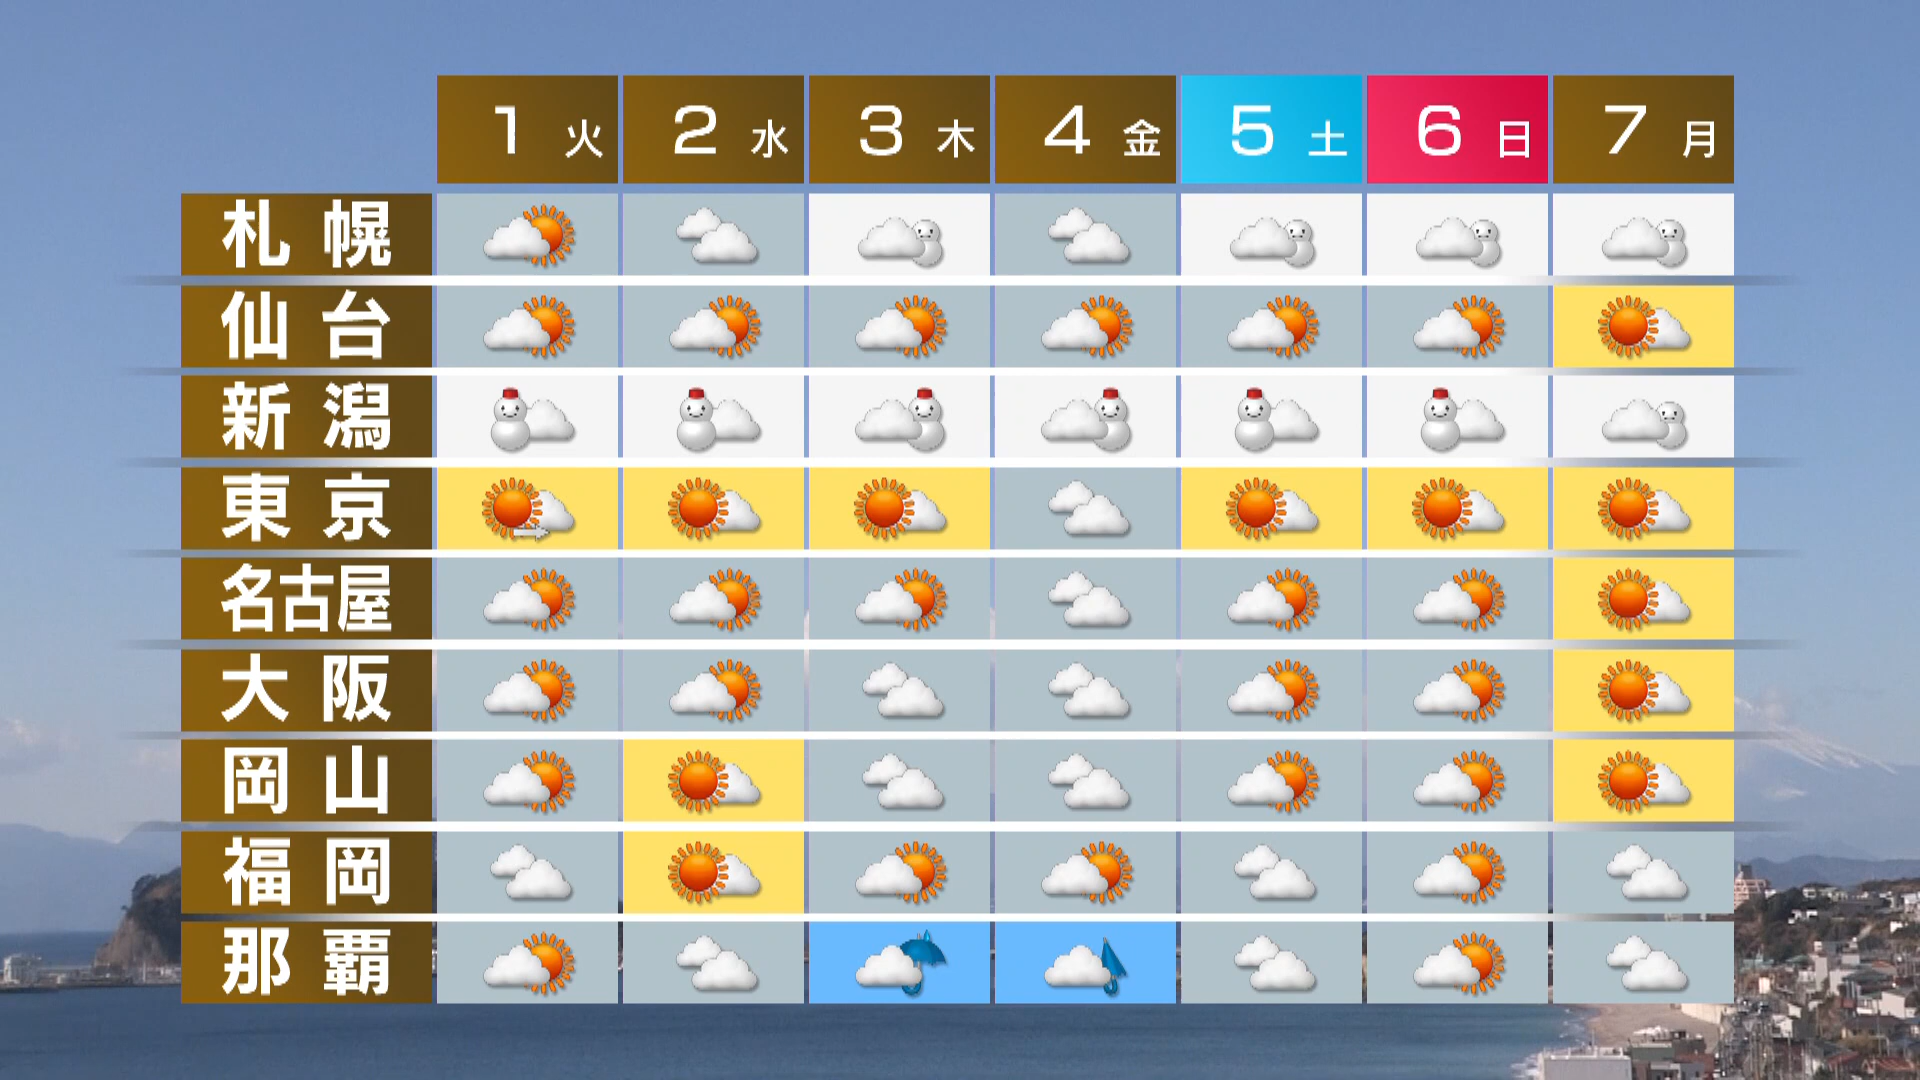 1 火 2 水 3 木 4 金 5 土 6 日 7 月
札幌
仙台
新潟
東京
名古屋
大阪
岡山
福岡
那覇